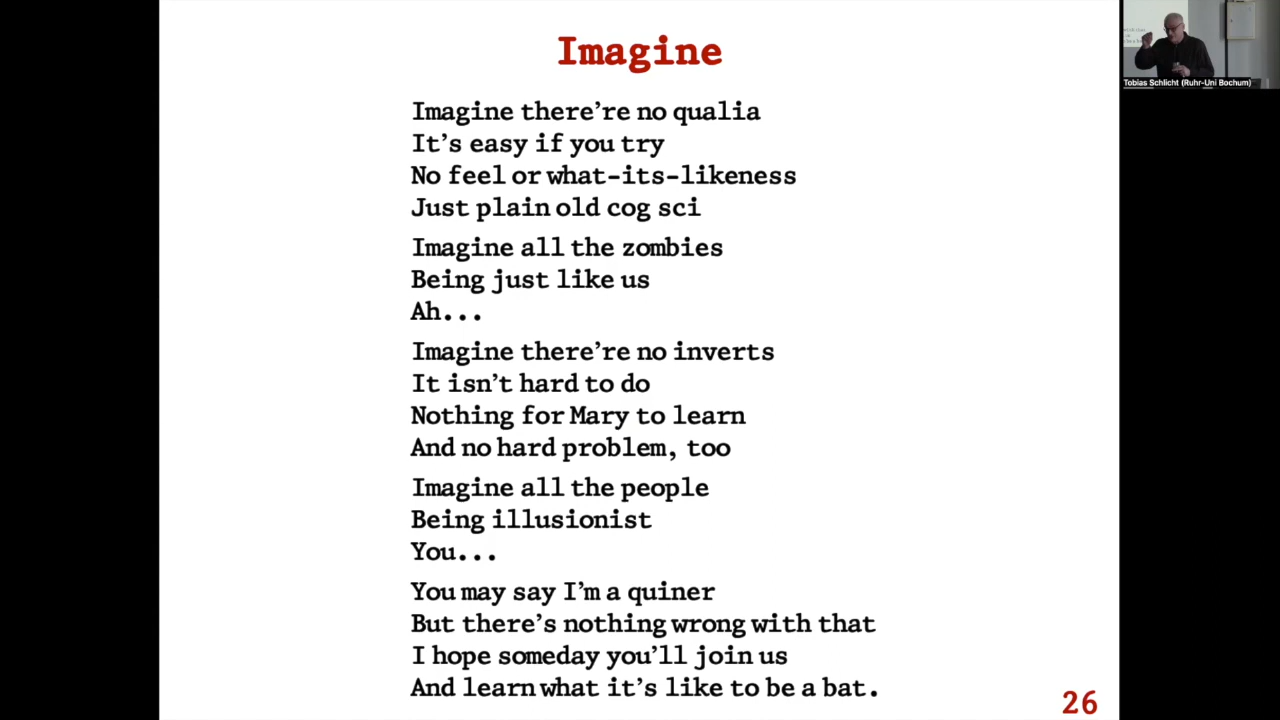 Imagine
Imagine there're no qualia
It's easy if you try
No feel or what-its-likeness
Just plain old cog sci
Imagine all the zombies
Being just like us
Ah...
Imagine there're no inverts
It isn't hard to do
Nothing for Mary to learn
And no hard problem, too
Imagine all the people
Being illusionist
You...
You may say I'm a quiner
But there's nothing wrong with that
I hope someday you'll join us
And learn what it's like to be a bat.
26
Tobias Schlicht (Ruhr-Uni Bochum)